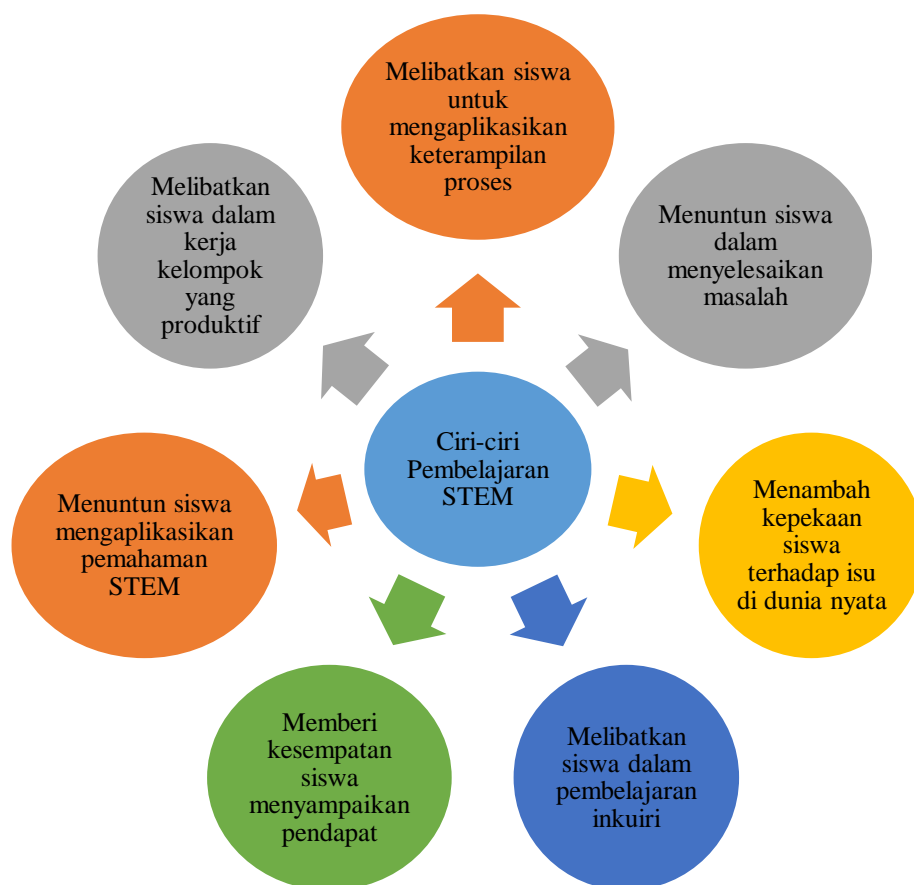 Melibatkan siswa
untuk
mengaplikasikan
keterampilan
proses
Menuntun siswa
dalam
menyelesaikan
masalah
Menambah
kepekaan
siswa
terhadap isu
di dunia nyata
Melibatkan
siswa dalam
pembelajaran
inkuiri
Memberi
kesempatan
siswa
menyampaikan
pendapat
Menuntun siswa
mengaplikasikan
pemahaman
STEM
Melibatkan
siswa dalam
kerja
kelompok
yang
produktif
Ciri-ciri
Pembelajaran
STEM